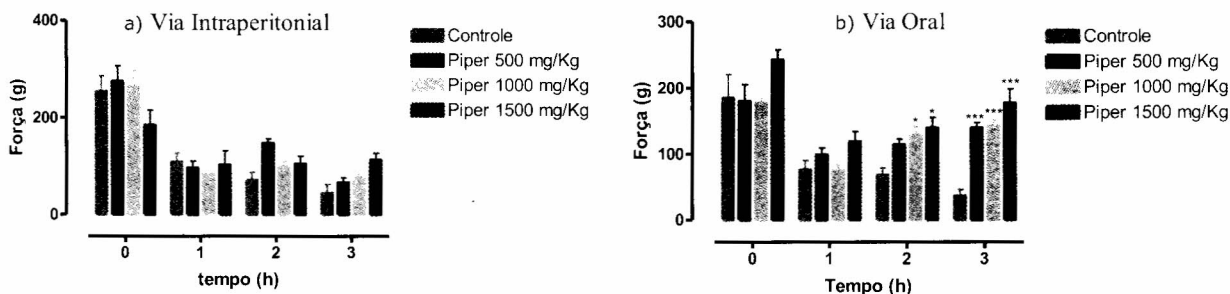 a) Via Intraperitonial
400
200
0
Força (g)
0 1 2 3
tempo (h)
Controle
Piper 500 mg/Kg
Piper 1000 mg/Kg
Piper 1500 mg/Kg
b) Via Oral
300
200
100
0
Força (g)
* * *** *** ***
0 1 2 3
Tempo (h)
Controle
Piper 500 mg/Kg
Piper 1000 mg/Kg
Piper 1500 mg/Kg